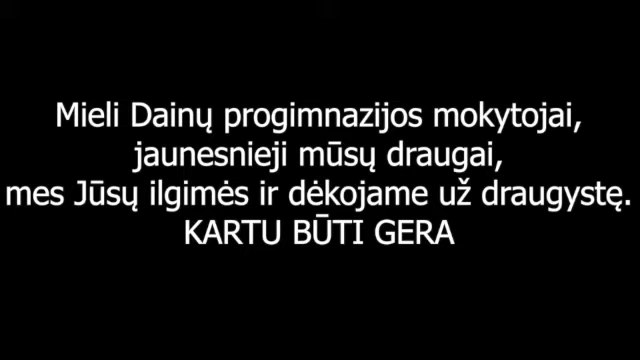 Mieli Dainų progimnazijos mokytojai,
jaunesnieji mūsų draugai,
mes Jūsų ilgimės ir dėkojame už draugystę.
KARTU BŪTI GERA